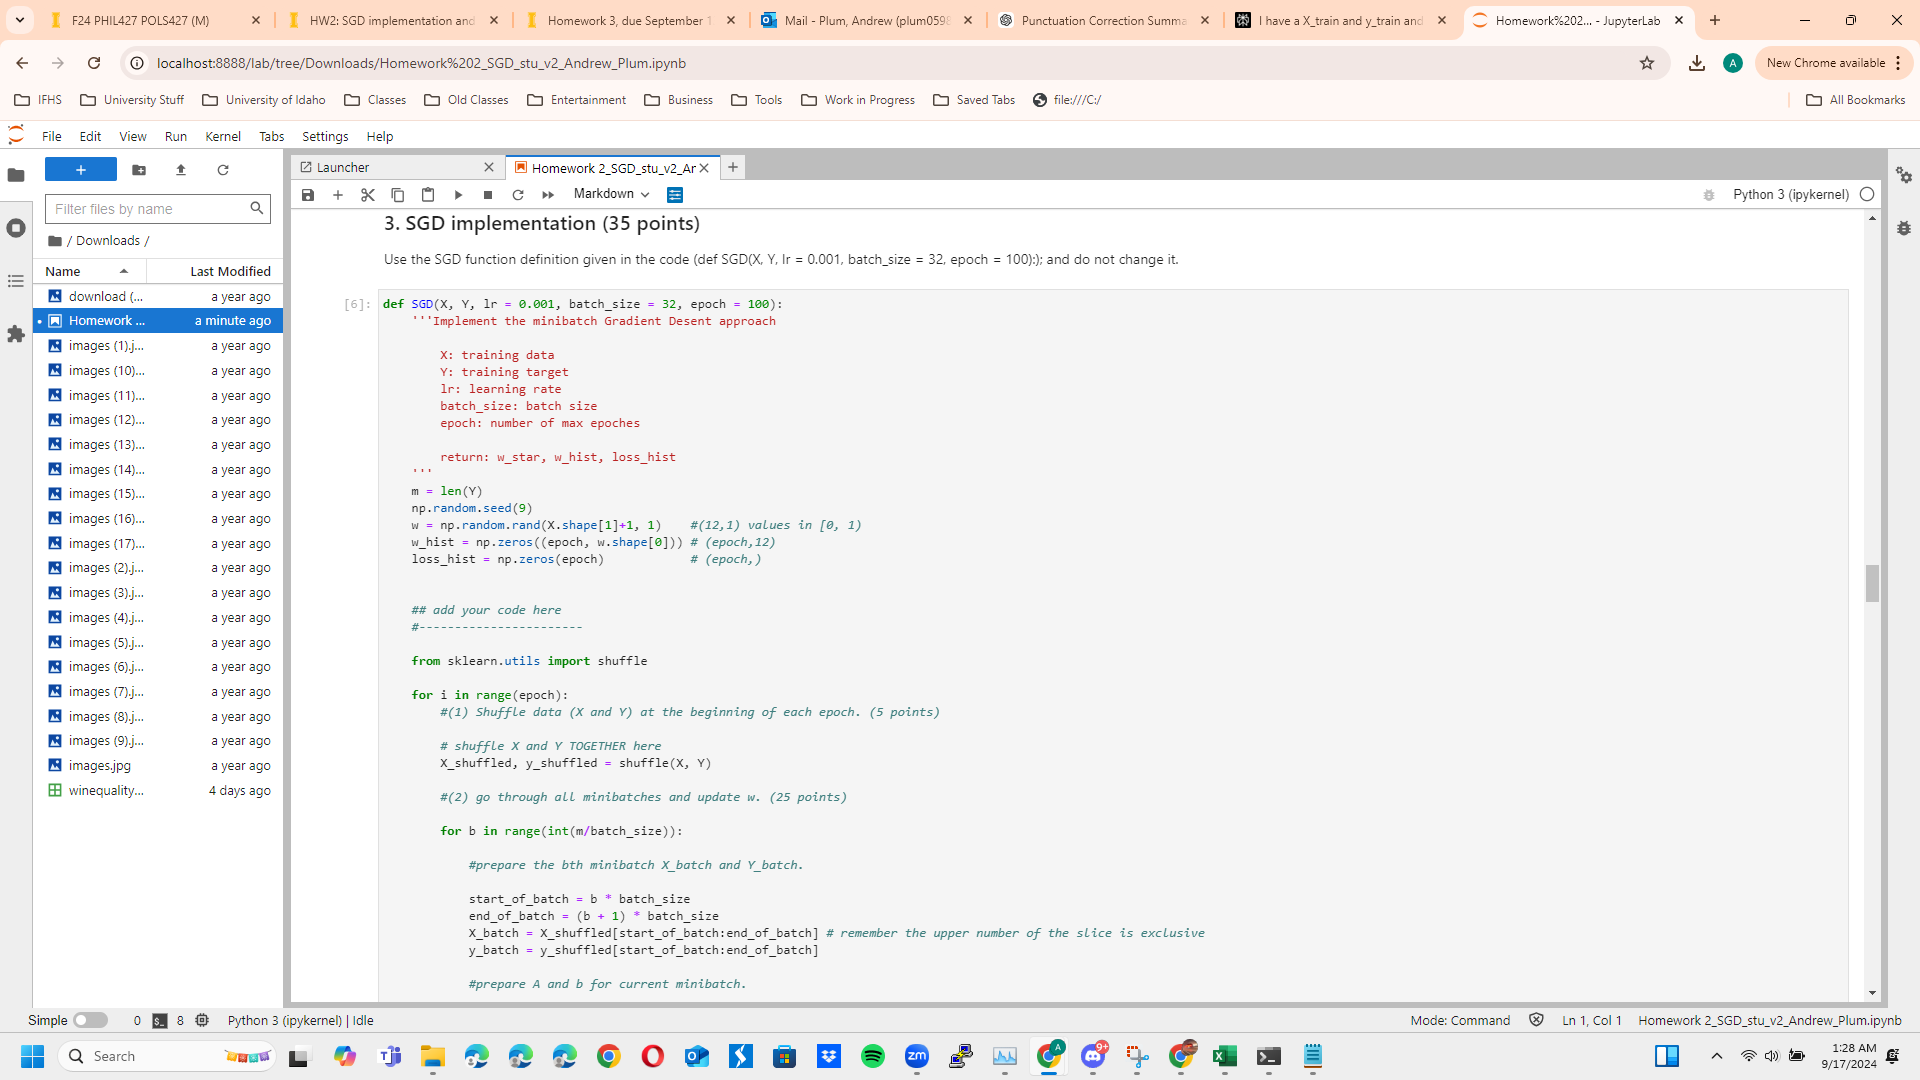 F24 PHIL427 POLS427 (M)
HW2: SGD implementation and
Homework 3, due September 1
Mail - Plum, Andrew (plum0598
Punctuation Correction Summa
I have a X_train and y_train and
Homework%202... - JupyterLab
localhost:8888/lab/tree/Downloads/Homework%202_SGD_stu_v2_Andrew_Plum.ipynb
A
New Chrome available
IFHS
University Stuff
University of Idaho
Classes
Old Classes
Entertainment
Business
Tools
Work in Progress
Saved Tabs
file:///C:/
All Bookmarks
File Edit View Run Kernel Tabs Settings Help
Filter files by name
/ Downloads /
Name Last Modified
download (... a year ago
Homework ... a minute ago
images (1).j... a year ago
images (10)... a year ago
images (11)... a year ago
images (12)... a year ago
images (13)... a year ago
images (14)... a year ago
images (15)... a year ago
images (16)... a year ago
images (17)... a year ago
images (2).j... a year ago
images (3).j... a year ago
images (4).j... a year ago
images (5).j... a year ago
images (6).j... a year ago
images (7).j... a year ago
images (8).j... a year ago
images (9).j... a year ago
images.jpg a year ago
winequality... 4 days ago
Launcher
Homework 2_SGD_stu_v2_Ar
Markdown
Python 3 (ipykernel)
3. SGD implementation (35 points)
Use the SGD function definition given in the code (def SGD(X, Y, lr = 0.001, batch_size = 32, epoch = 100):); and do not change it.
[6]:
def SGD(X, Y, lr = 0.001, batch_size = 32, epoch = 100):
'''Implement the minibatch Gradient Desent approach
X: training data
Y: training target
lr: learning rate
batch_size: batch size
epoch: number of max epoches
return: w_star, w_hist, loss_hist
'''
m = len(Y)
np.random.seed(9)
w = np.random.rand(X.shape[1]+1, 1) #(12,1) values in [0, 1)
w_hist = np.zeros((epoch, w.shape[0])) # (epoch,12)
loss_hist = np.zeros(epoch) # (epoch,)
## add your code here
#-----------------------
from sklearn.utils import shuffle
for i in range(epoch):
#(1) Shuffle data (X and Y) at the beginning of each epoch. (5 points)
# shuffle X and Y TOGETHER here
X_shuffled, y_shuffled = shuffle(X, Y)
#(2) go through all minibatches and update w. (25 points)
for b in range(int(m/batch_size)):
#prepare the bth minibatch X_batch and Y_batch.
start_of_batch = b * batch_size
end_of_batch = (b + 1) * batch_size
X_batch = X_shuffled[start_of_batch:end_of_batch] # remember the upper number of the slice is exclusive
y_batch = y_shuffled[start_of_batch:end_of_batch]
#prepare A and b for current minibatch.
Simple 0 8 Python 3 (ipykernel) | Idle
Mode: Command Ln 1, Col 1 Homework 2_SGD_stu_v2_Andrew_Plum.ipynb
Search
zm
A
9+
1:28 AM
9/17/2024